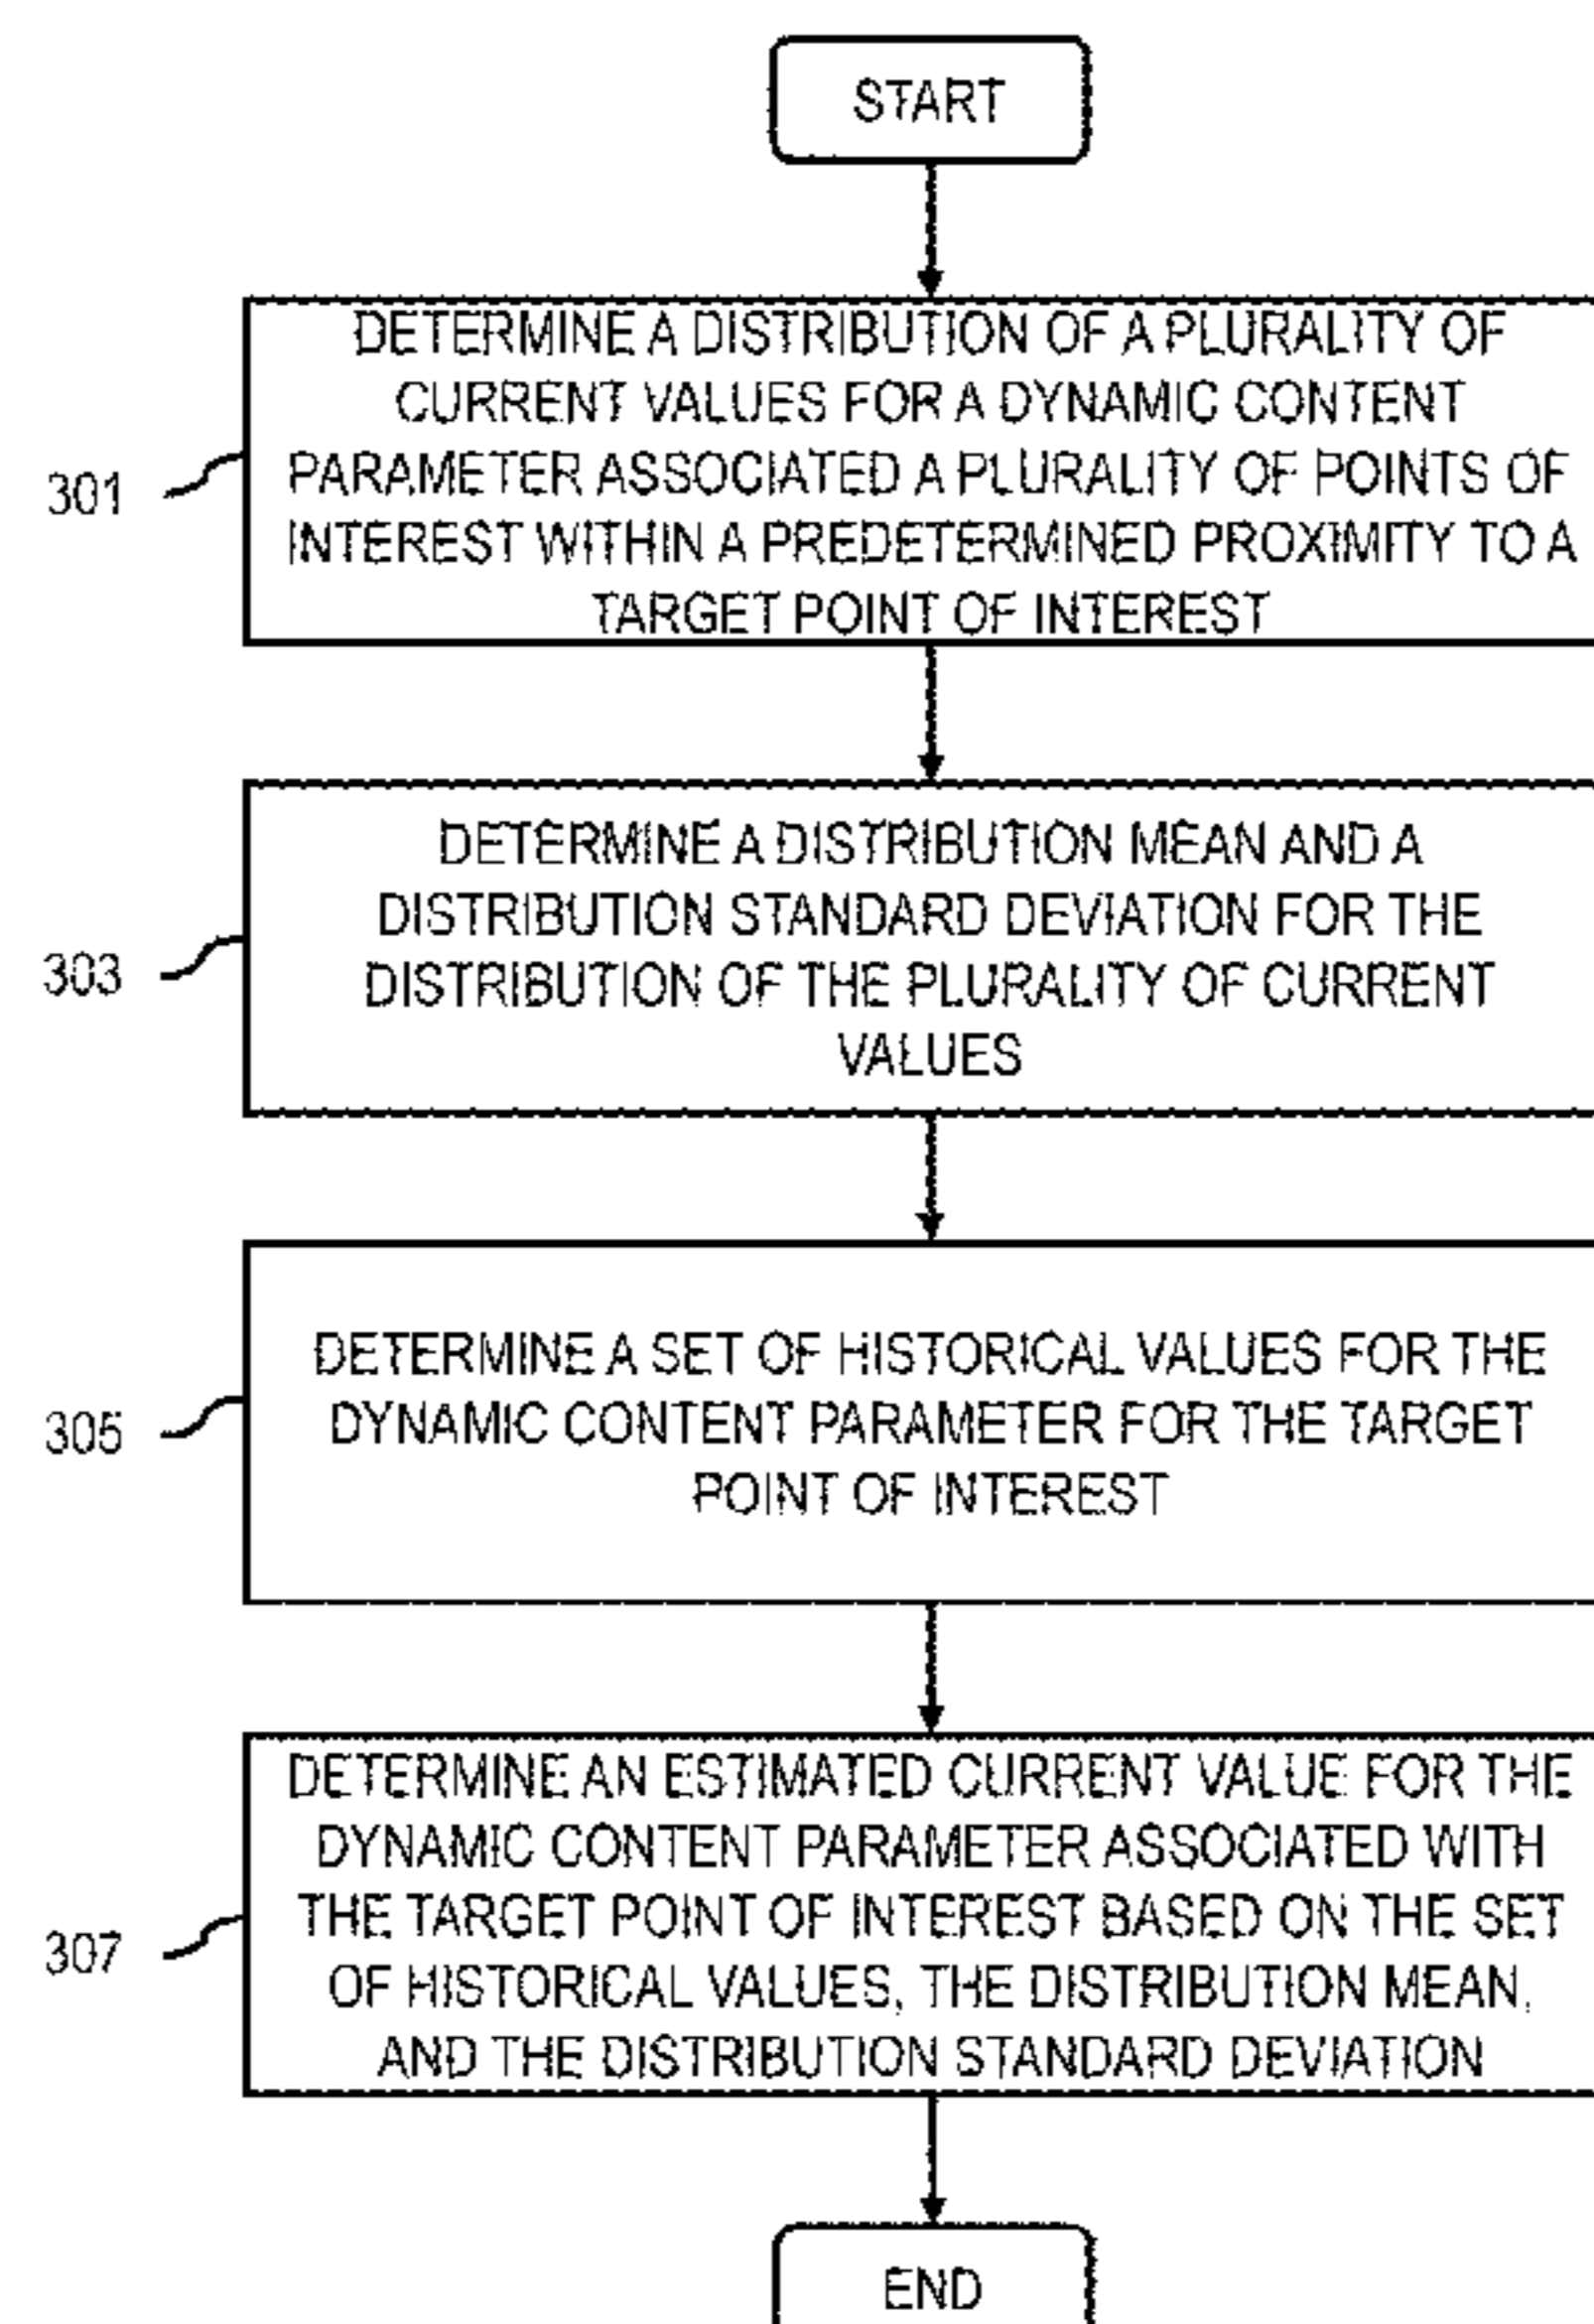 START
DETERMINE A DISTRIBUTION OF A PLURALITY OF
CURRENT VALUES FOR A DYNAMIC CONTENT
PARAMETER ASSOCIATED A PLURALITY OF POINTS OF
INTEREST WITHIN A PREDETERMINED PROXIMITY TO A
TARGET POINT OF INTEREST
301
DETERMINE A DISTRIBUTION MEAN AND A
DISTRIBUTION STANDARD DEVIATION FOR THE
DISTRIBUTION OF THE PLURALITY OF CURRENT
VALUES
303
DETERMINE A SET OF HISTORICAL VALUES FOR THE
DYNAMIC CONTENT PARAMETER FOR THE TARGET
POINT OF INTEREST
305
DETERMINE AN ESTIMATED CURRENT VALUE FOR THE
DYNAMIC CONTENT PARAMETER ASSOCIATED WITH
THE TARGET POINT OF INTEREST BASED ON THE SET
OF HISTORICAL VALUES, THE DISTRIBUTION MEAN,
AND THE DISTRIBUTION STANDARD DEVIATION
307
END